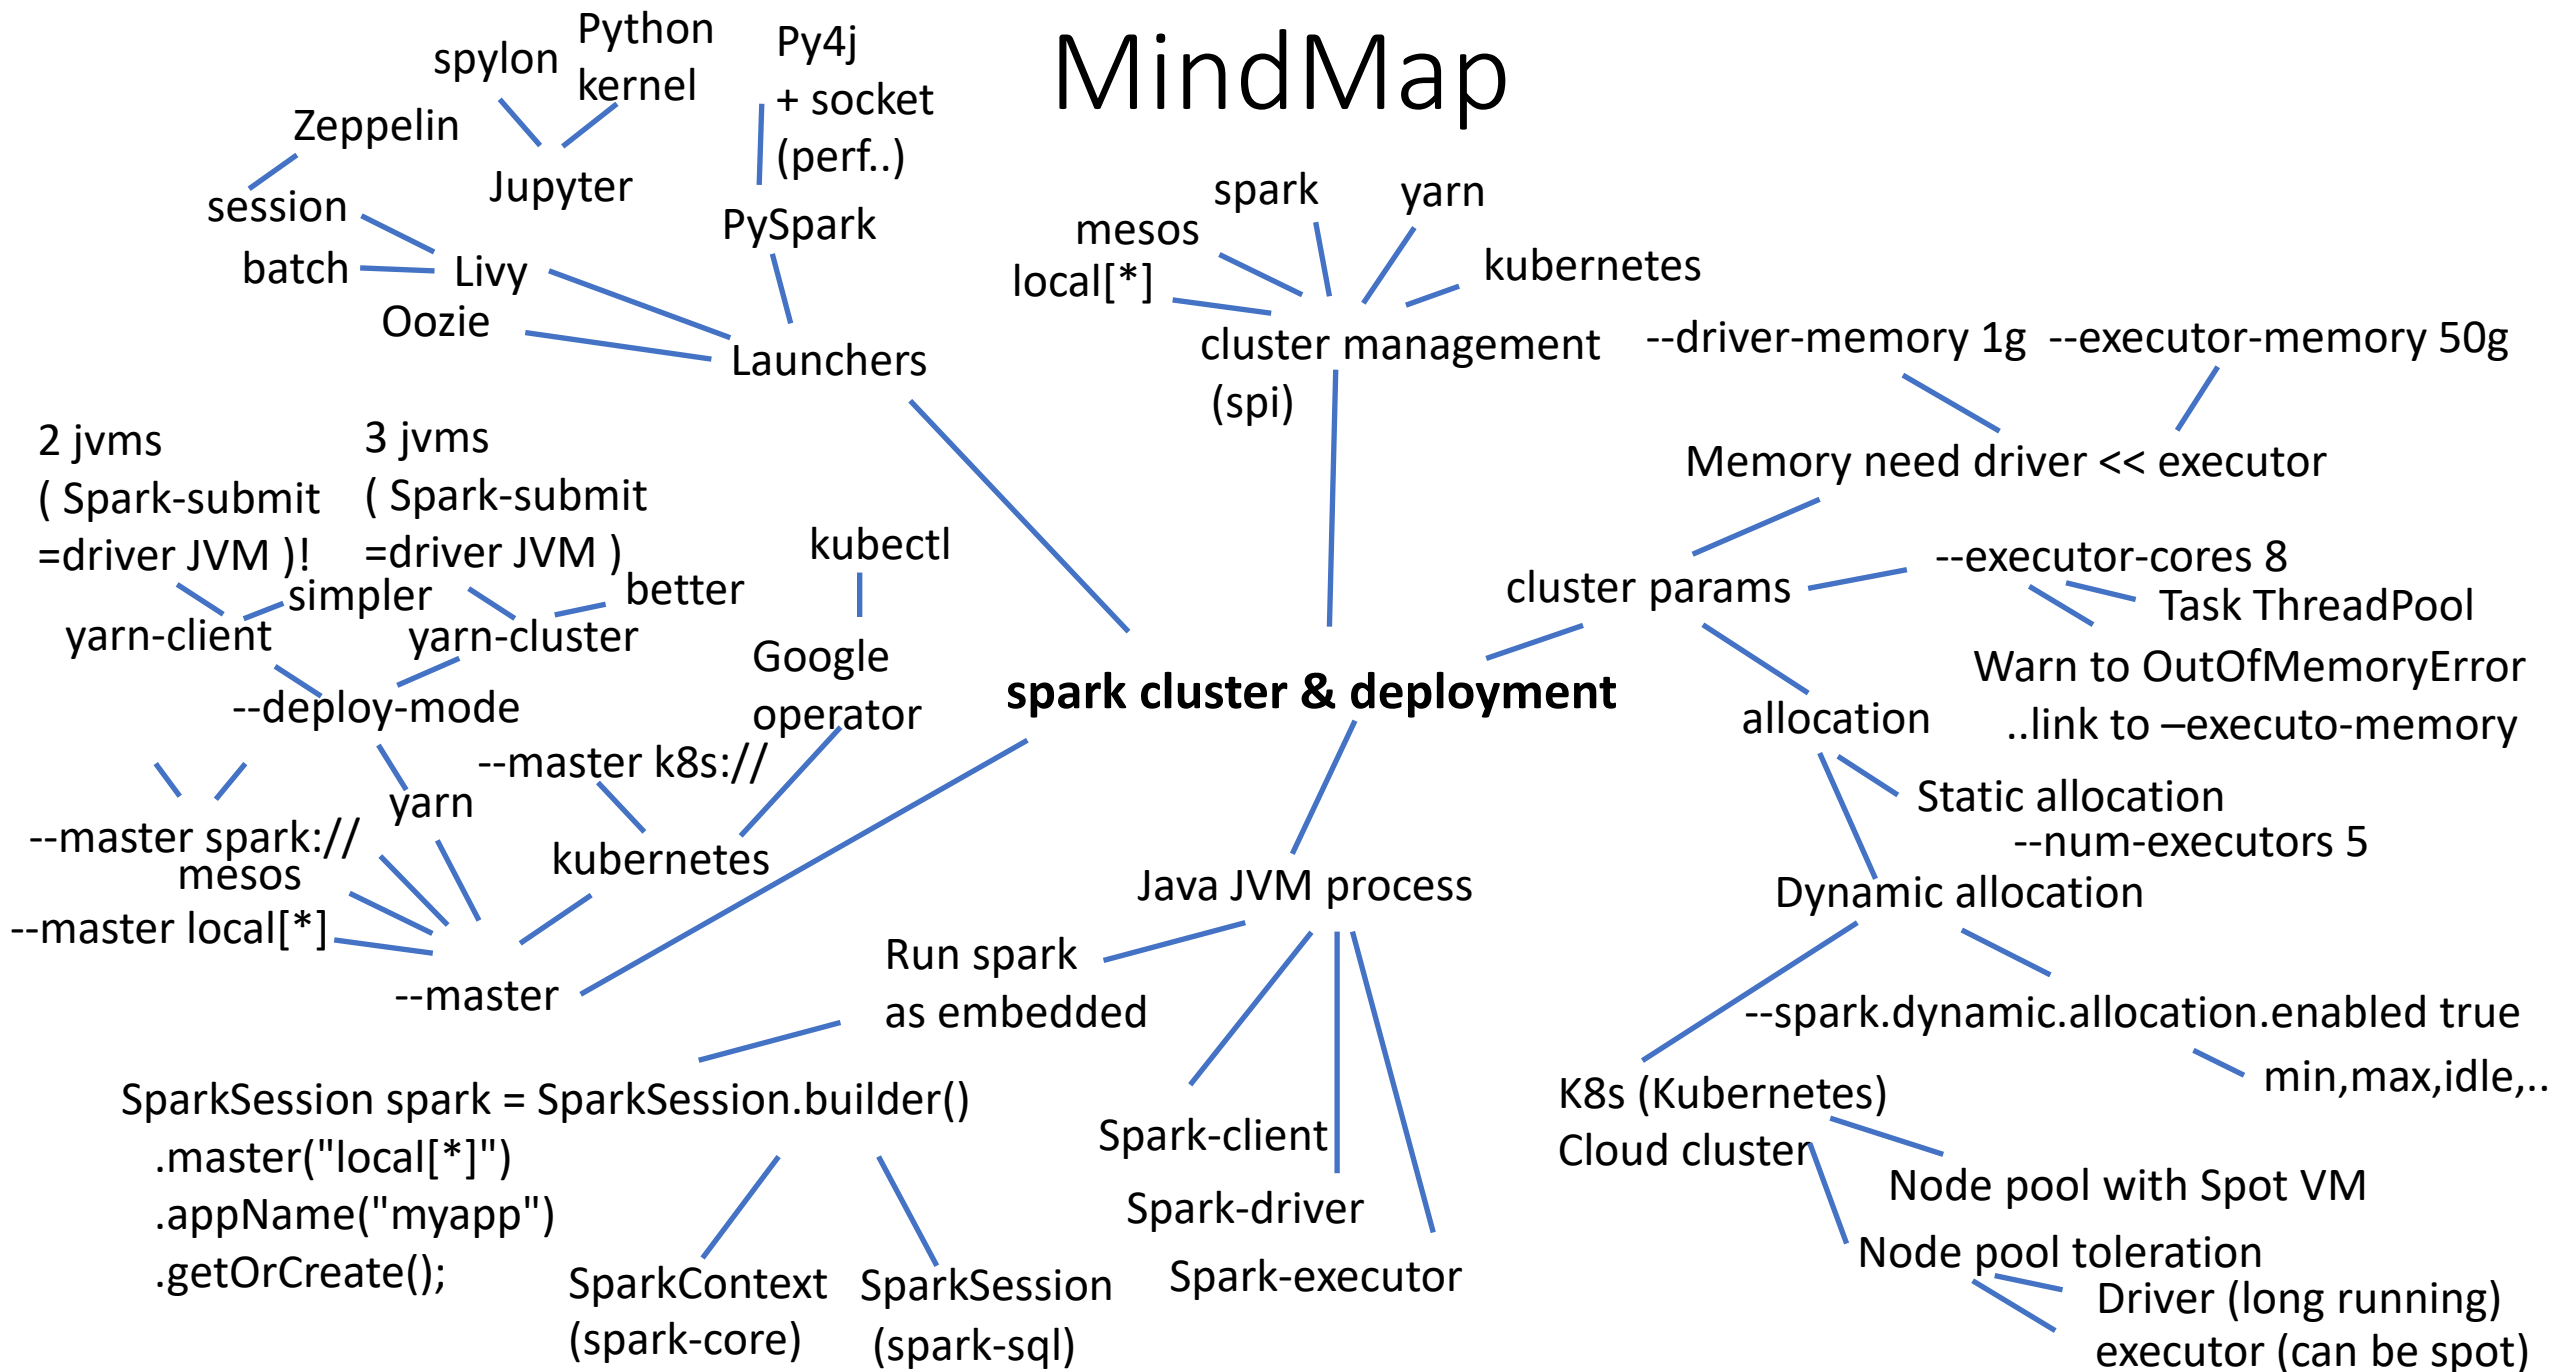 MindMap
spylon
Python
kernel
Py4j
+ socket
(perf..)
Zeppelin
Jupyter
session
batch
Livy
Oozie
PySpark
Launchers
spark
yarn
mesos
local[*]
kubernetes
cluster management
(spi)
--driver-memory 1g
--executor-memory 50g
Memory need driver << executor
cluster params
--executor-cores 8
Task ThreadPool
Warn to OutOfMemoryError
..link to –executo-memory
allocation
Static allocation
--num-executors 5
Dynamic allocation
--spark.dynamic.allocation.enabled true
min,max,idle,..
K8s (Kubernetes)
Cloud cluster
Node pool with Spot VM
Node pool toleration
Driver (long running)
executor (can be spot)
2 jvms
( Spark-submit
=driver JVM )!
3 jvms
( Spark-submit
=driver JVM )
simpler
better
yarn-client
yarn-cluster
--deploy-mode
kubectl
Google
operator
--master k8s://
yarn
--master spark://
mesos
--master local[*]
kubernetes
--master
spark cluster & deployment
Java JVM process
Run spark
as embedded
Spark-client
Spark-driver
Spark-executor
SparkSession spark = SparkSession.builder()
.master("local[*]")
.appName("myapp")
.getOrCreate();
SparkContext
(spark-core)
SparkSession
(spark-sql)